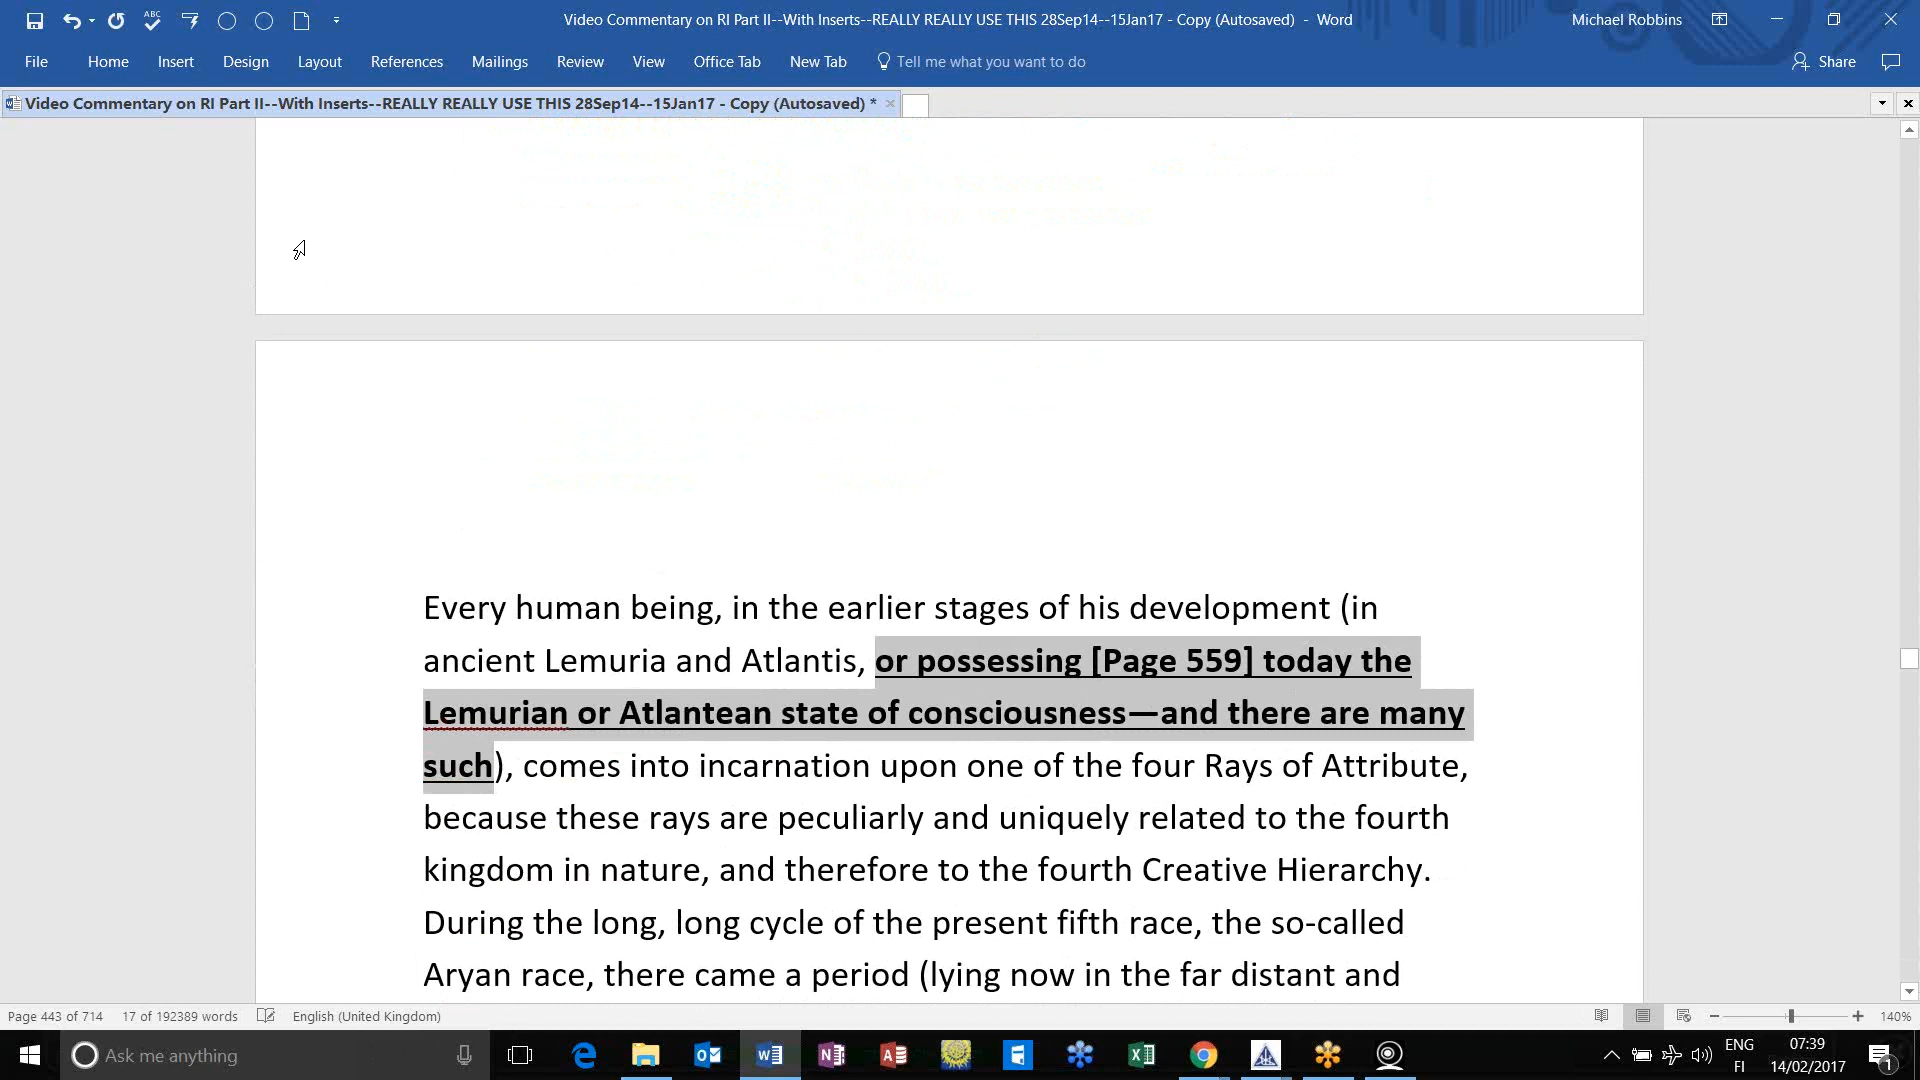 ABC
Video Commentary on RI Part II--With Inserts--REALLY REALLY USE THIS 28Sep14--15Jan17 - Copy (Autosaved) - Word
Michael Robbins
File Home Insert Design Layout References Mailings Review View Office Tab New Tab Tell me what you want to do Share
Video Commentary on RI Part II--With Inserts--REALLY REALLY USE THIS 28Sep14--15Jan17 - Copy (Autosaved) *
Every human being, in the earlier stages of his development (in
ancient Lemuria and Atlantis, or possessing [Page 559] today the
Lemurian or Atlantean state of consciousness—and there are many
such), comes into incarnation upon one of the four Rays of Attribute,
because these rays are peculiarly and uniquely related to the fourth
kingdom in nature, and therefore to the fourth Creative Hierarchy.
During the long, long cycle of the present fifth race, the so-called
Aryan race, there came a period (lying now in the far distant and
Page 443 of 714 17 of 192389 words English (United Kingdom) 140%
Ask me anything
ENG
FI
07:39
14/02/2017
1